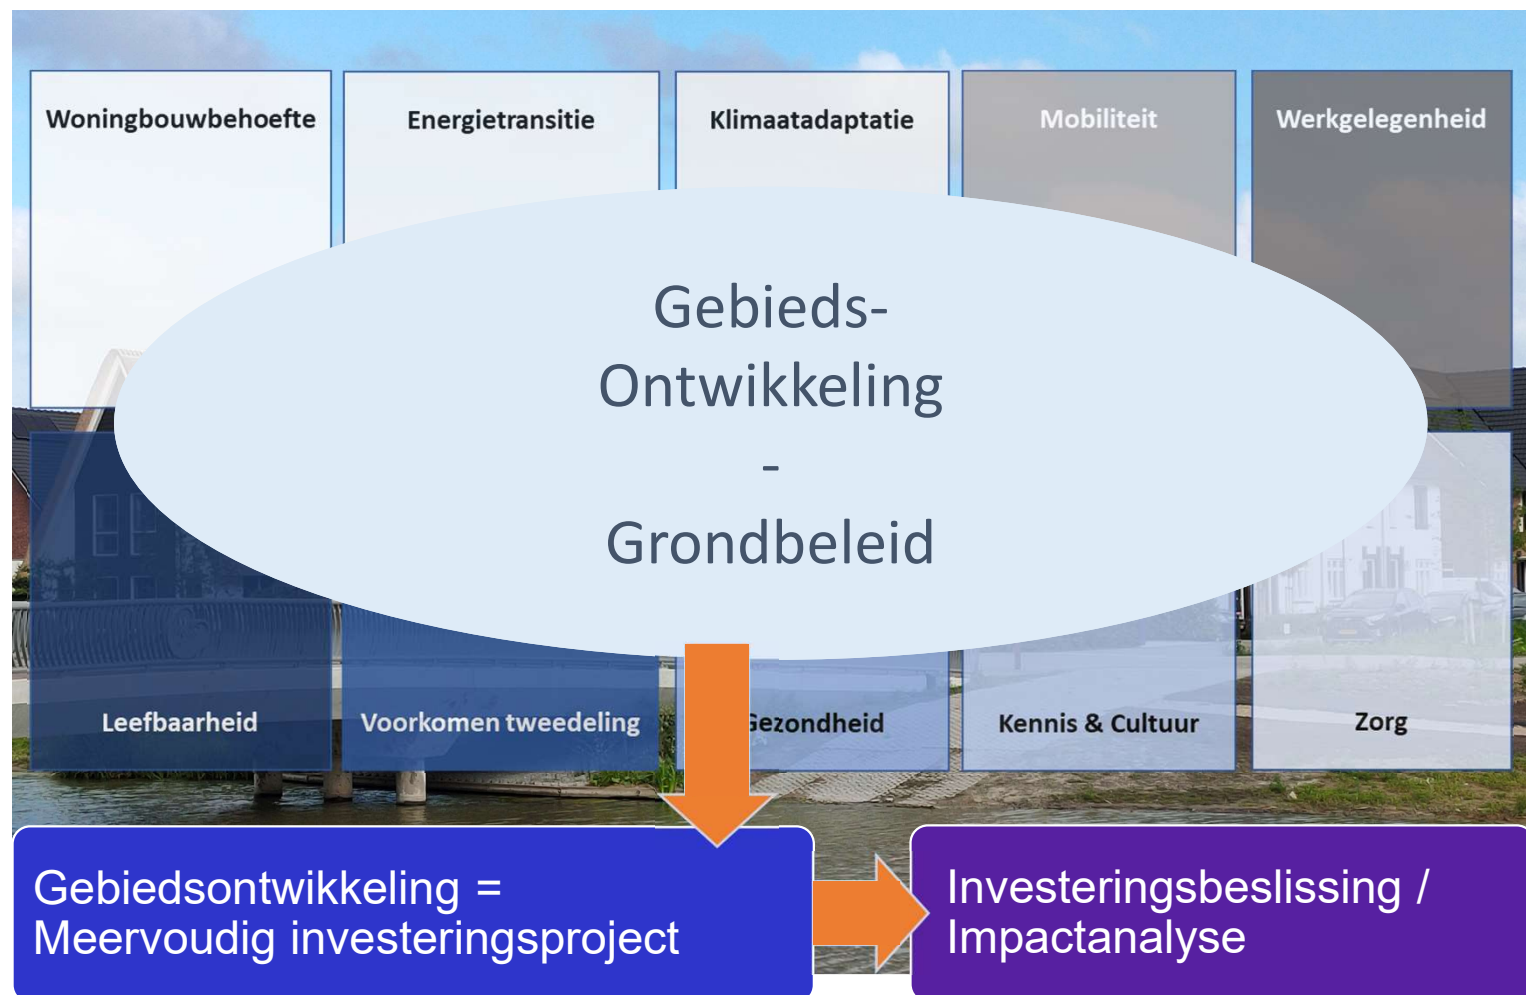 Woningbouwbehoefte
Energietransitie
Klimaatadaptatie
Mobiliteit
Werkgelegenheid
Gebieds-
Ontwikkeling
-
Grondbeleid
Leefbaarheid
Voorkomen tweedeling
Gezondheid
Kennis & Cultuur
Zorg
Gebiedsontwikkeling =
Meervoudig investeringsproject
Investeringsbeslissing /
Impactanalyse